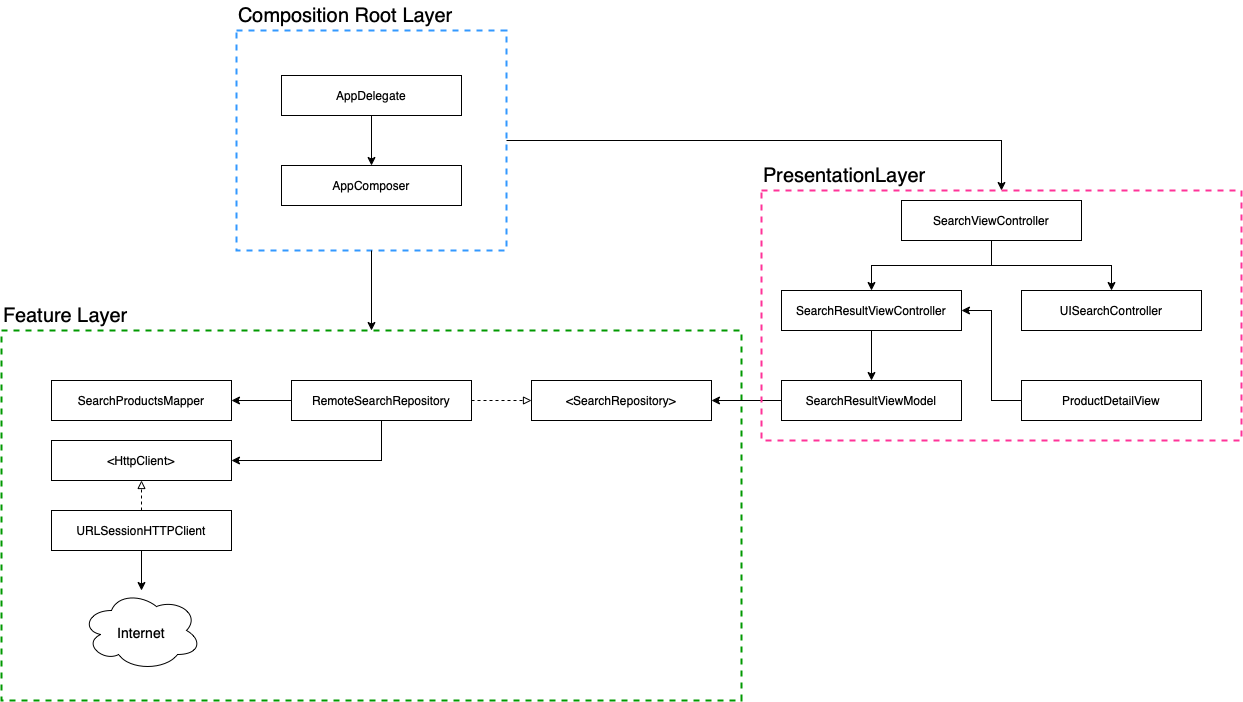 Composition Root Layer
AppDelegate
AppComposer
PresentationLayer
SearchViewController
SearchResultViewController
UISearchController
SearchResultViewModel
ProductDetailView
Feature Layer
SearchProductsMapper
RemoteSearchRepository
<SearchRepository>
<HttpClient>
URLSessionHTTPClient
Internet